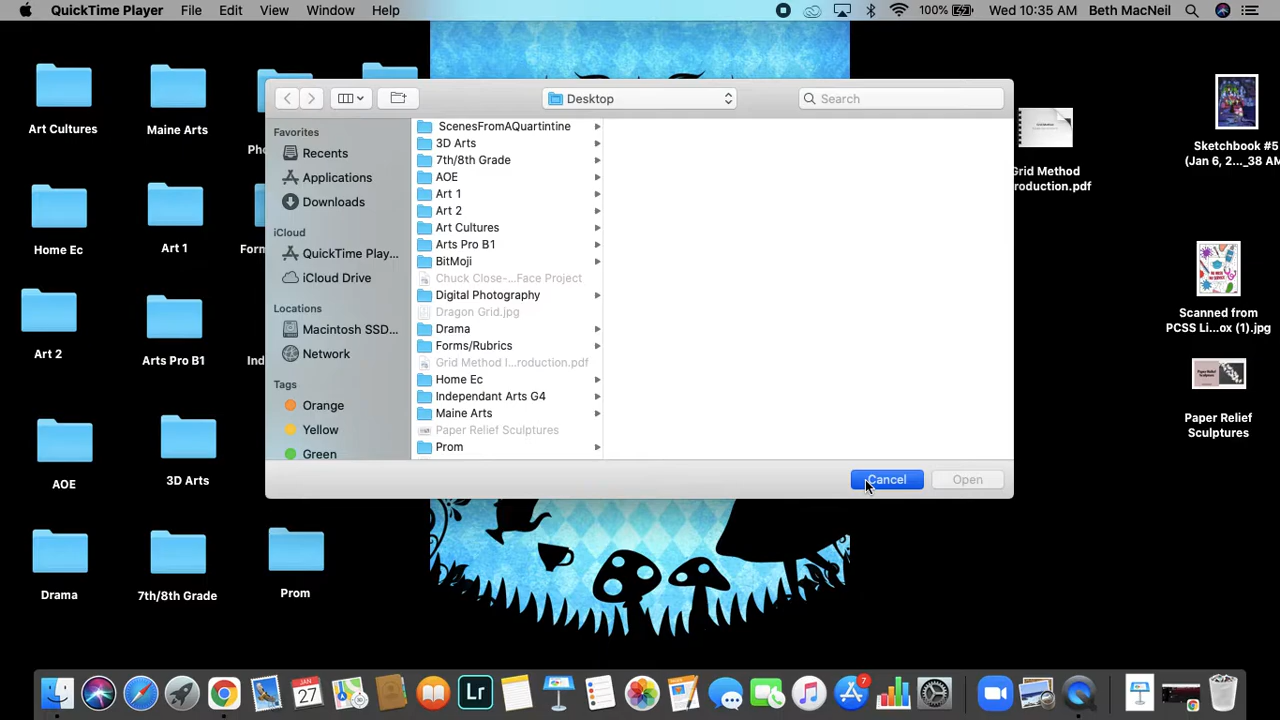 QuickTime Player File Edit View Window Help 100% Wed 10:35 AM Beth MacNeil
Desktop
Search
Favorites
Recents
Applications
Downloads
iCloud
QuickTime Play...
iCloud Drive
Locations
Macintosh SSD...
Network
Tags
Orange
Yellow
Green
ScenesFromAQuartintine
3D Arts
7th/8th Grade
AOE
Art 1
Art 2
Art Cultures
Arts Pro B1
BitMoji
Chuck Close-...Face Project
Digital Photography
Dragon Grid.jpg
Drama
Forms/Rubrics
Grid Method I...roduction.pdf
Home Ec
Independant Arts G4
Maine Arts
Paper Relief Sculptures
Prom
Cancel
Open
Art Cultures
Maine Arts
Pho
Home Ec
Art 1
Form
Art 2
Arts Pro B1
Ind
AOE
3D Arts
Drama
7th/8th Grade
Prom
Grid Method
roduction.pdf
Sketchbook #5
(Jan 6, 2..._38 AM
Scanned from
PCSS Li...ox (1).jpg
Paper Relief
Sculptures
JAN
27
Lr
7